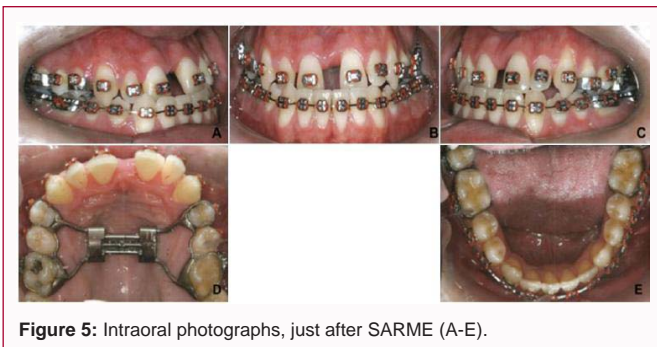 A
B
C
D
E
Figure 5: Intraoral photographs, just after SARME (A-E).